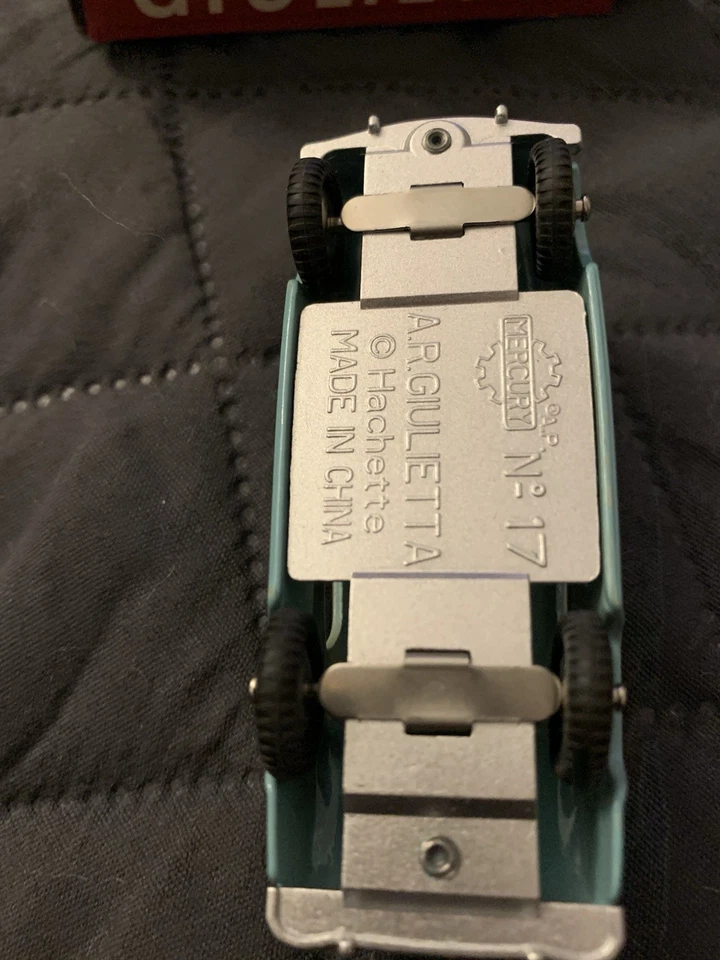 MERCURY
Nº 17
A.R.GIULIETTA
© Hachette
MADE IN CHINA